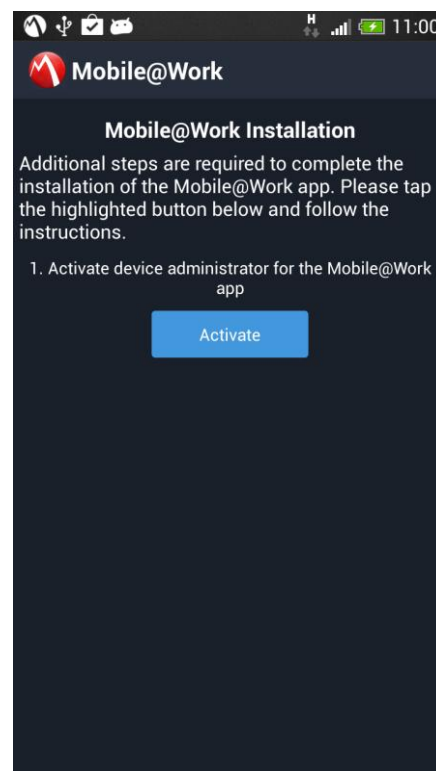 H 11:00
Mobile@Work
Mobile@Work Installation
Additional steps are required to complete the
installation of the Mobile@Work app. Please tap
the highlighted button below and follow the
instructions.
1. Activate device administrator for the Mobile@Work
app
Activate